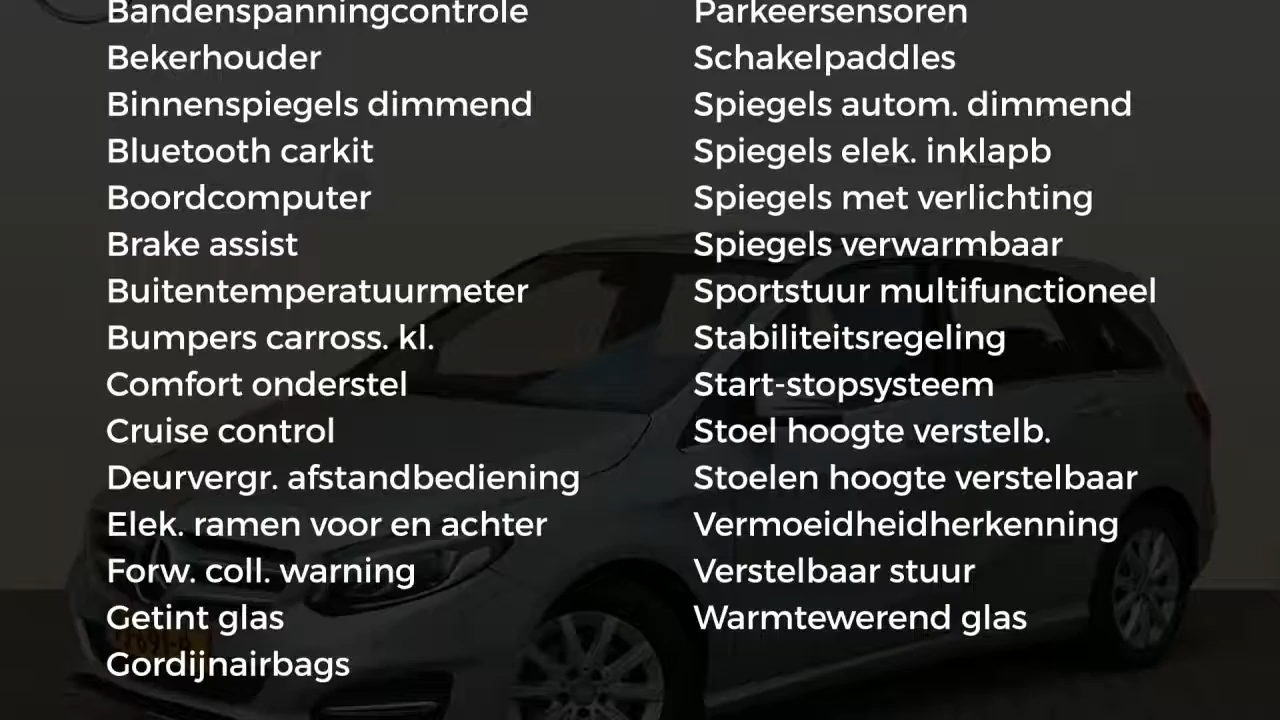 Bandenspanningcontrole
Bekerhouder
Binnenspiegels dimmend
Bluetooth carkit
Boordcomputer
Brake assist
Buitentemperatuurmeter
Bumpers carross. kl.
Comfort onderstel
Cruise control
Deurvergr. afstandbediening
Elek. ramen voor en achter
Forw. coll. warning
Getint glas
Gordijnairbags
Parkeersensoren
Schakelpaddles
Spiegels autom. dimmend
Spiegels elek. inklapb
Spiegels met verlichting
Spiegels verwarmbaar
Sportstuur multifunctioneel
Stabiliteitsregeling
Start-stopsysteem
Stoel hoogte verstelb.
Stoelen hoogte verstelbaar
Vermoeidheidherkenning
Verstelbaar stuur
Warmtewerend glas